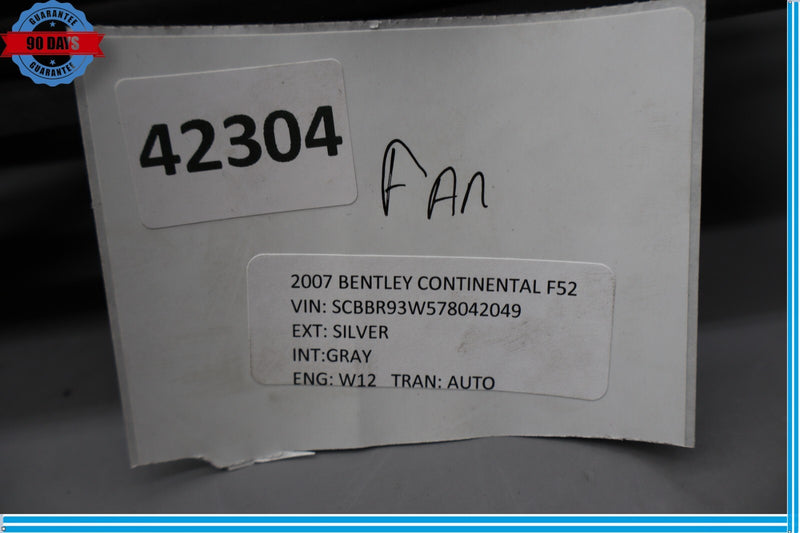 GUARANTEE
90 DAYS
GUARANTEE
42304
FAN
2007 BENTLEY CONTINENTAL F52
VIN: SCBBR93W578042049
EXT: SILVER
INT:GRAY
ENG: W12 TRAN: AUTO